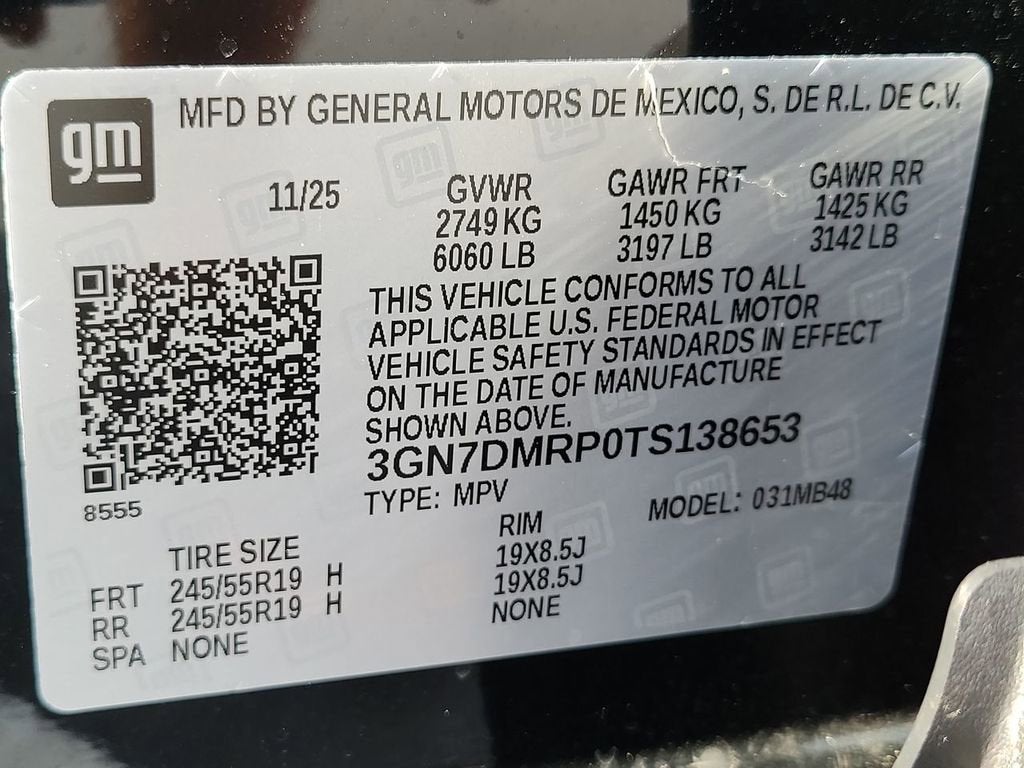 gm MFD BY GENERAL MOTORS DE MEXICO, S. DE R.L. DE C.V.
11/25 GVWR GAWR FRT GAWR RR
2749 KG 1450 KG 1425 KG
6060 LB 3197 LB 3142 LB
THIS VEHICLE CONFORMS TO ALL
APPLICABLE U.S. FEDERAL MOTOR
VEHICLE SAFETY STANDARDS IN EFFECT
ON THE DATE OF MANUFACTURE
SHOWN ABOVE.
3GN7DMRP0TS138653
8555
TYPE: MPV MODEL: 031MB48
TIRE SIZE RIM
FRT 245/55R19 H 19X8.5J
RR 245/55R19 H 19X8.5J
SPA NONE NONE